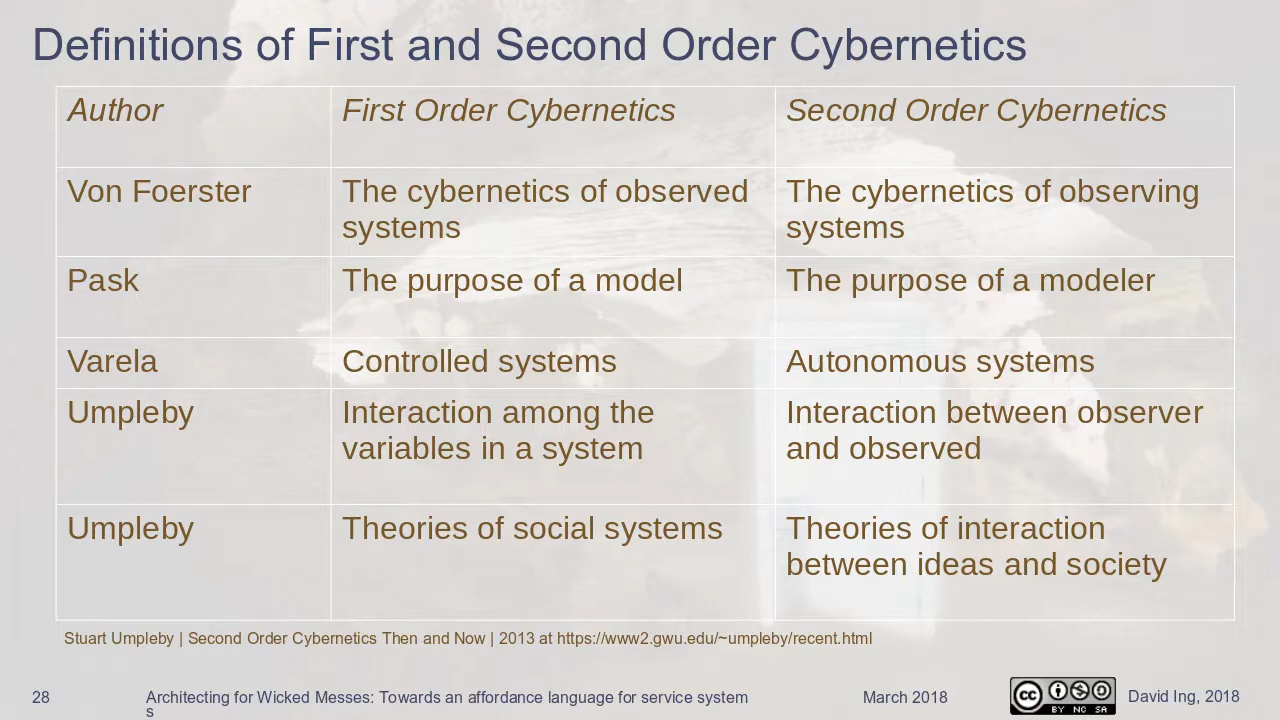 Definitions of First and Second Order Cybernetics
Author
First Order Cybernetics
Second Order Cybernetics
Von Foerster
The cybernetics of observed
systems
The cybernetics of observing
systems
Pask
The purpose of a model
The purpose of a modeler
Varela
Controlled systems
Autonomous systems
Umpleby
Interaction among the
variables in a system
Interaction between observer
and observed
Umpleby
Theories of social systems
Theories of interaction
between ideas and society
Stuart Umpleby | Second Order Cybernetics Then and Now | 2013 at https://www2.gwu.edu/~umpleby/recent.html
28
Architecting for Wicked Messes: Towards an affordance language for service system
s
March 2018
cc
BY NC SA
David Ing, 2018